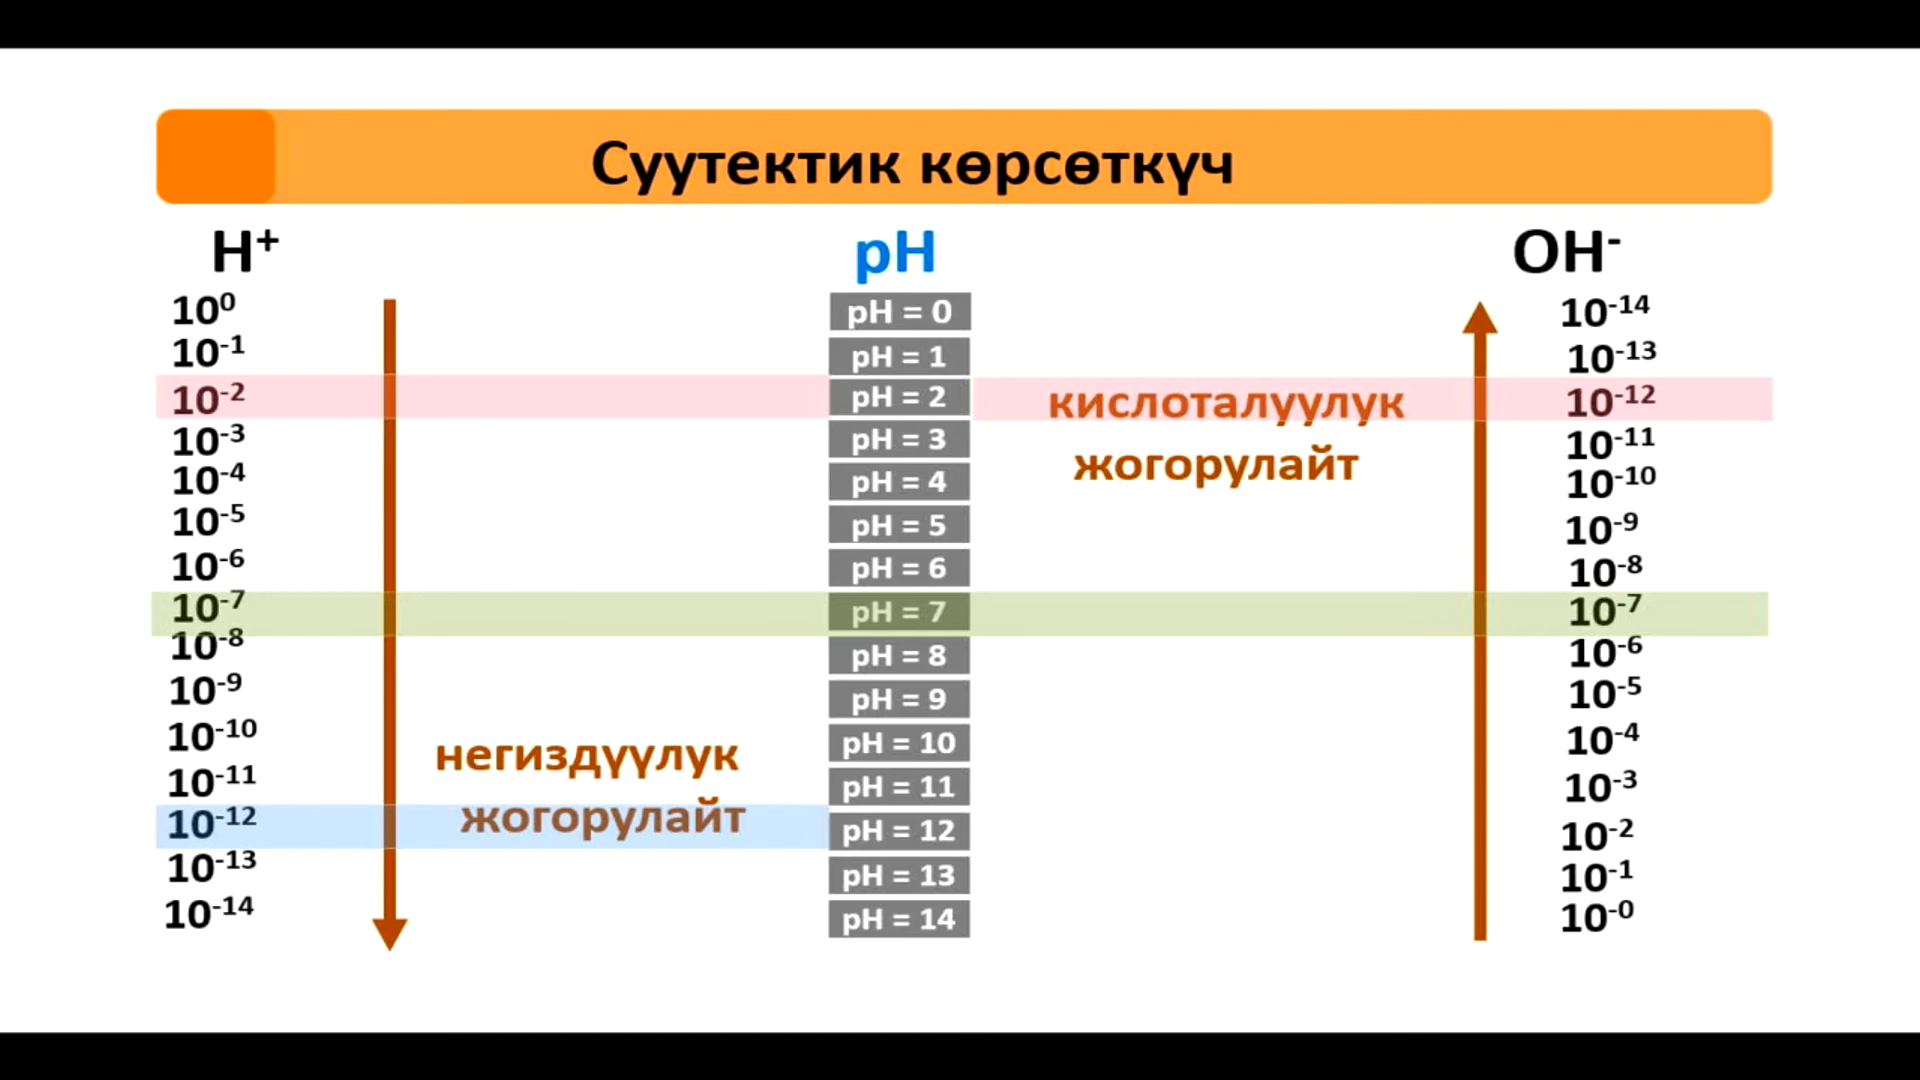 Суутектик көрсөткүч
H⁺ pH OH⁻
10⁰ pH = 0 10⁻¹⁴
10⁻¹ pH = 1 10⁻¹³
10⁻² pH = 2 кислоталуулук 10⁻¹²
10⁻³ pH = 3 10⁻¹¹
жогорулайт
10⁻⁴ pH = 4 10⁻¹⁰
10⁻⁵ pH = 5 10⁻⁹
10⁻⁶ pH = 6 10⁻⁸
10⁻⁷ pH = 7 10⁻⁷
10⁻⁸ pH = 8 10⁻⁶
10⁻⁹ pH = 9 10⁻⁵
10⁻¹⁰ pH = 10 10⁻⁴
негиздүүлук
10⁻¹¹ pH = 11 10⁻³
10⁻¹² жогорулайт pH = 12 10⁻²
10⁻¹³ pH = 13 10⁻¹
10⁻¹⁴ pH = 14 10⁻⁰